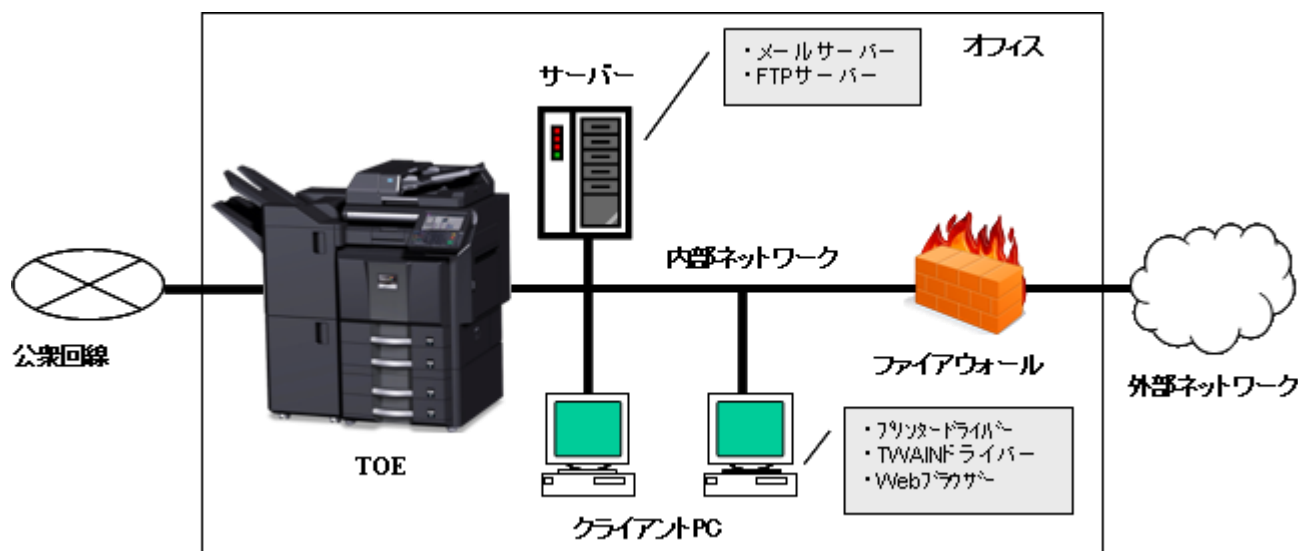 オフィス
・メールサーバー
・FTPサーバー
サーバー
内部ネットワーク
公衆回線
ファイアウォール
外部ネットワーク
TOE
・プリンタードライバー
・TWAINドライバー
・Webブラウザー
クライアントPC